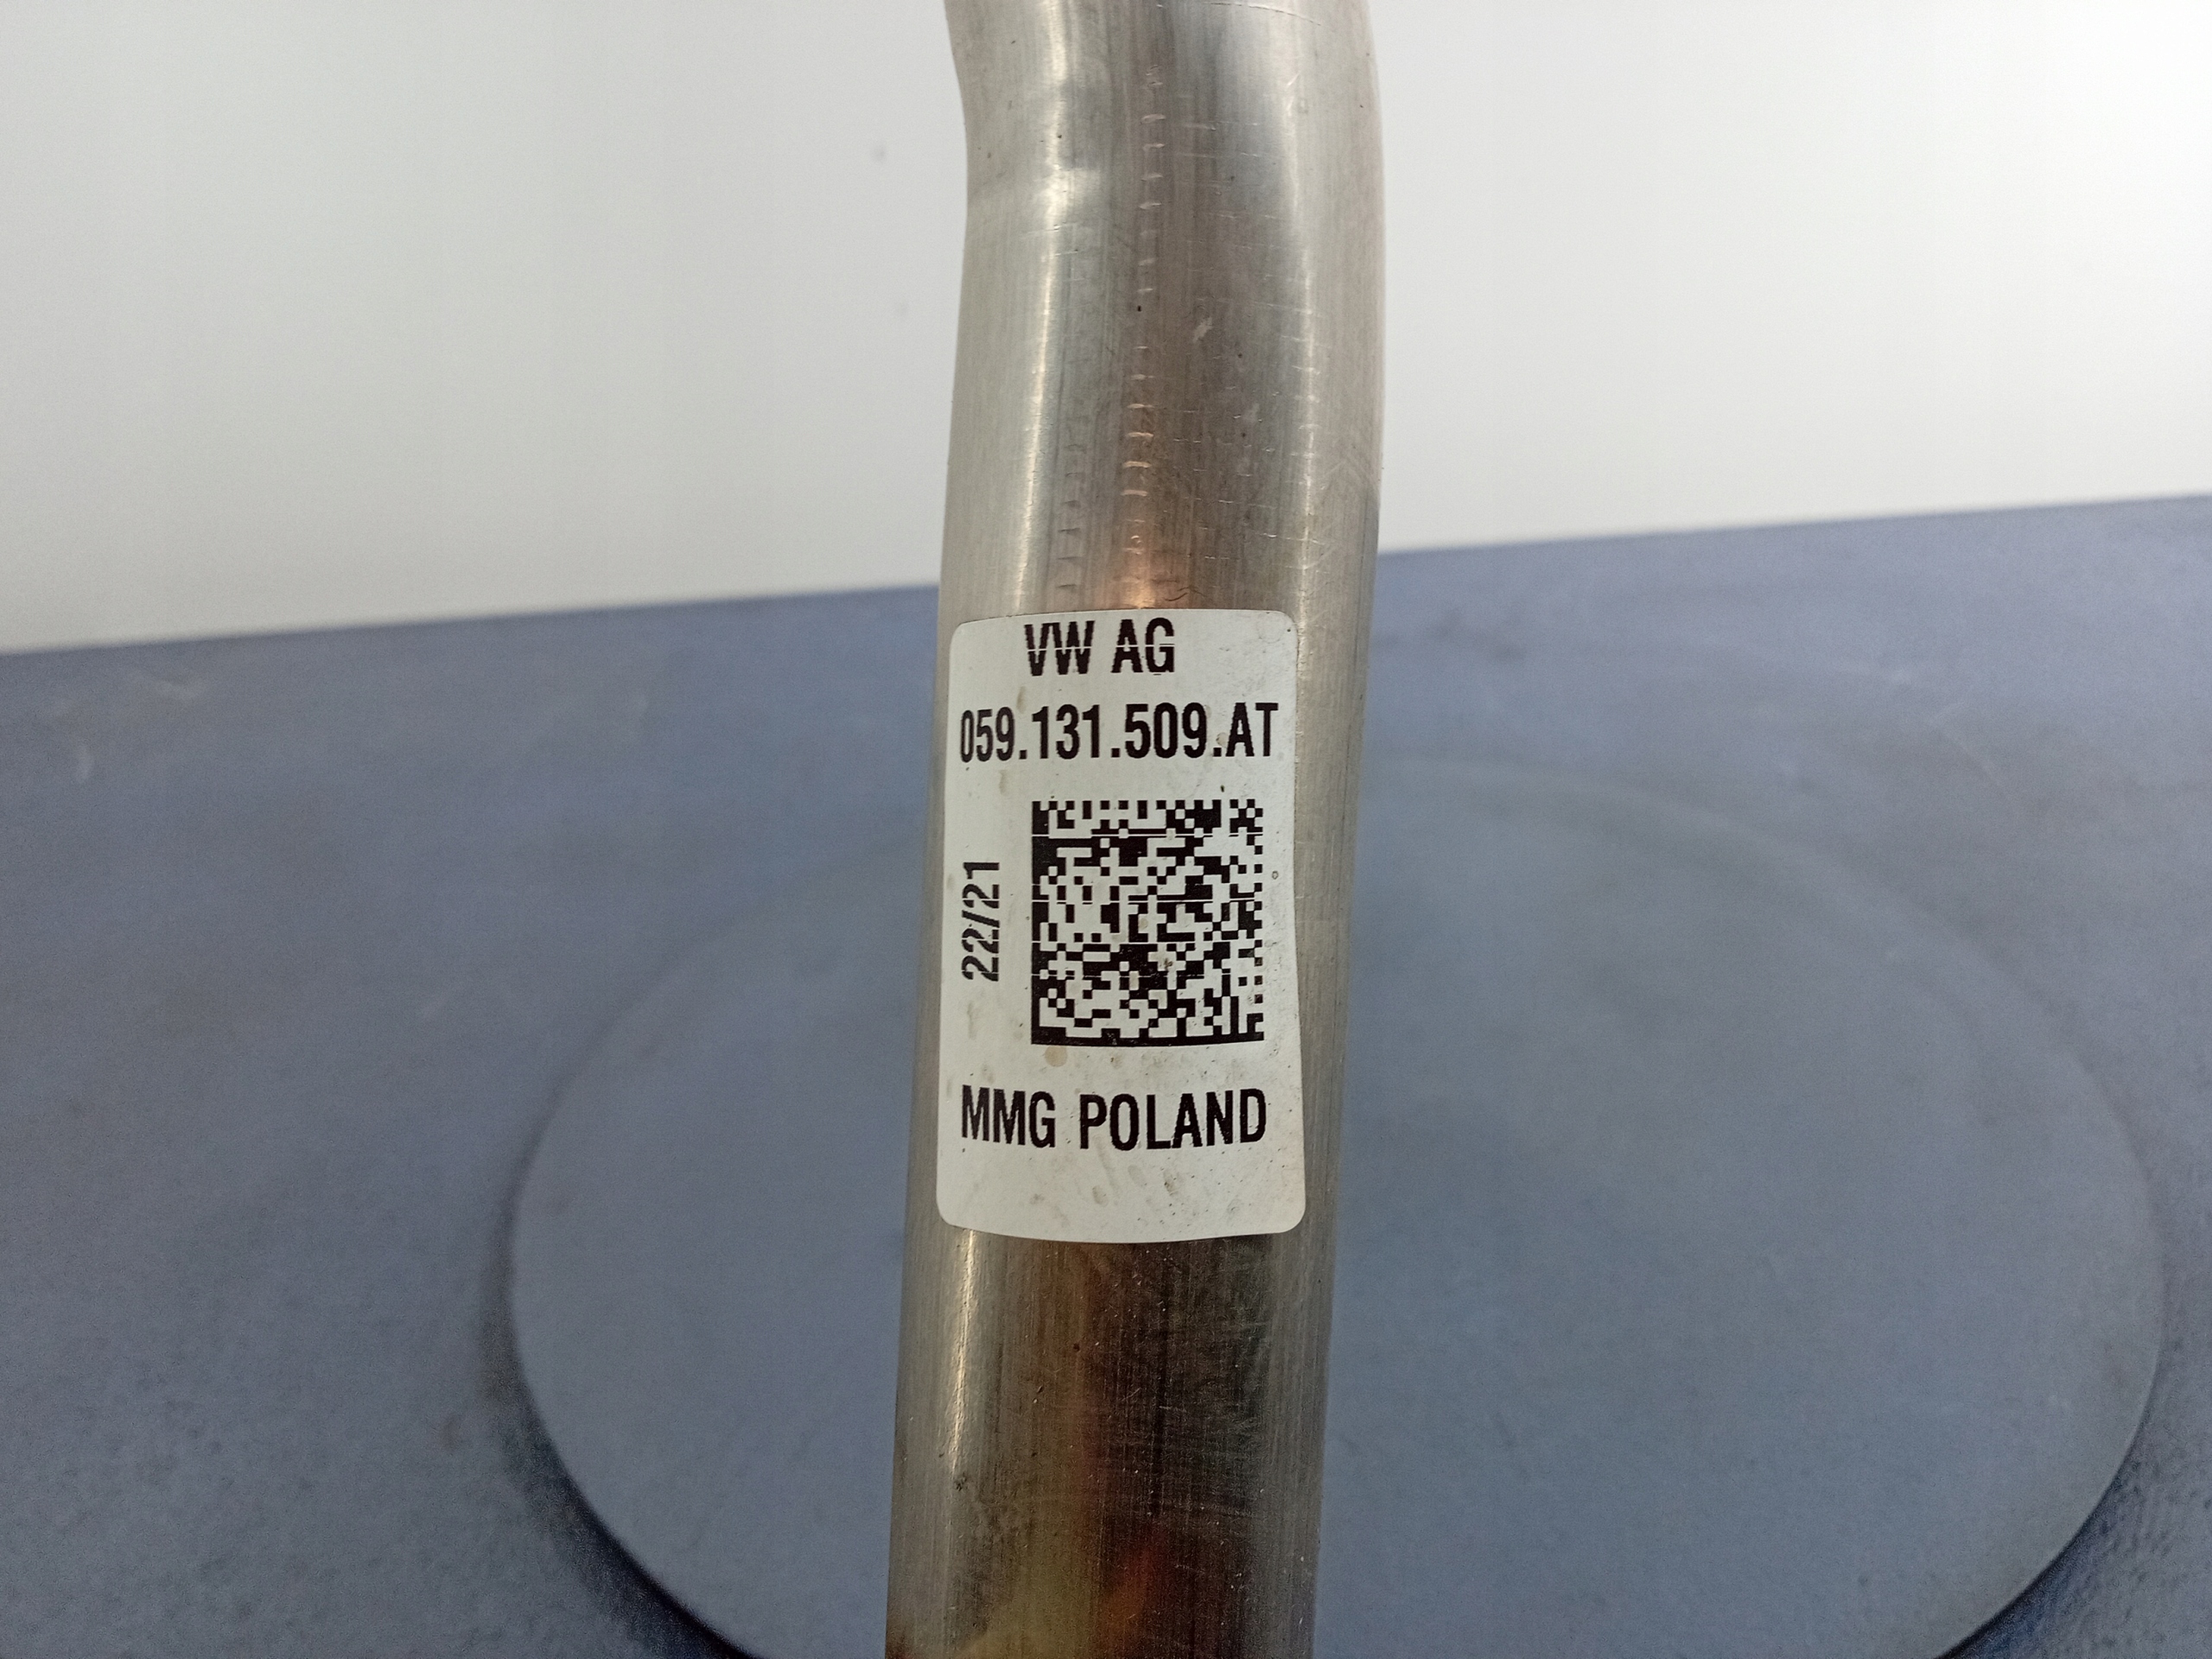 VW AG
059.131.509.AT
22/21
MMG POLAND